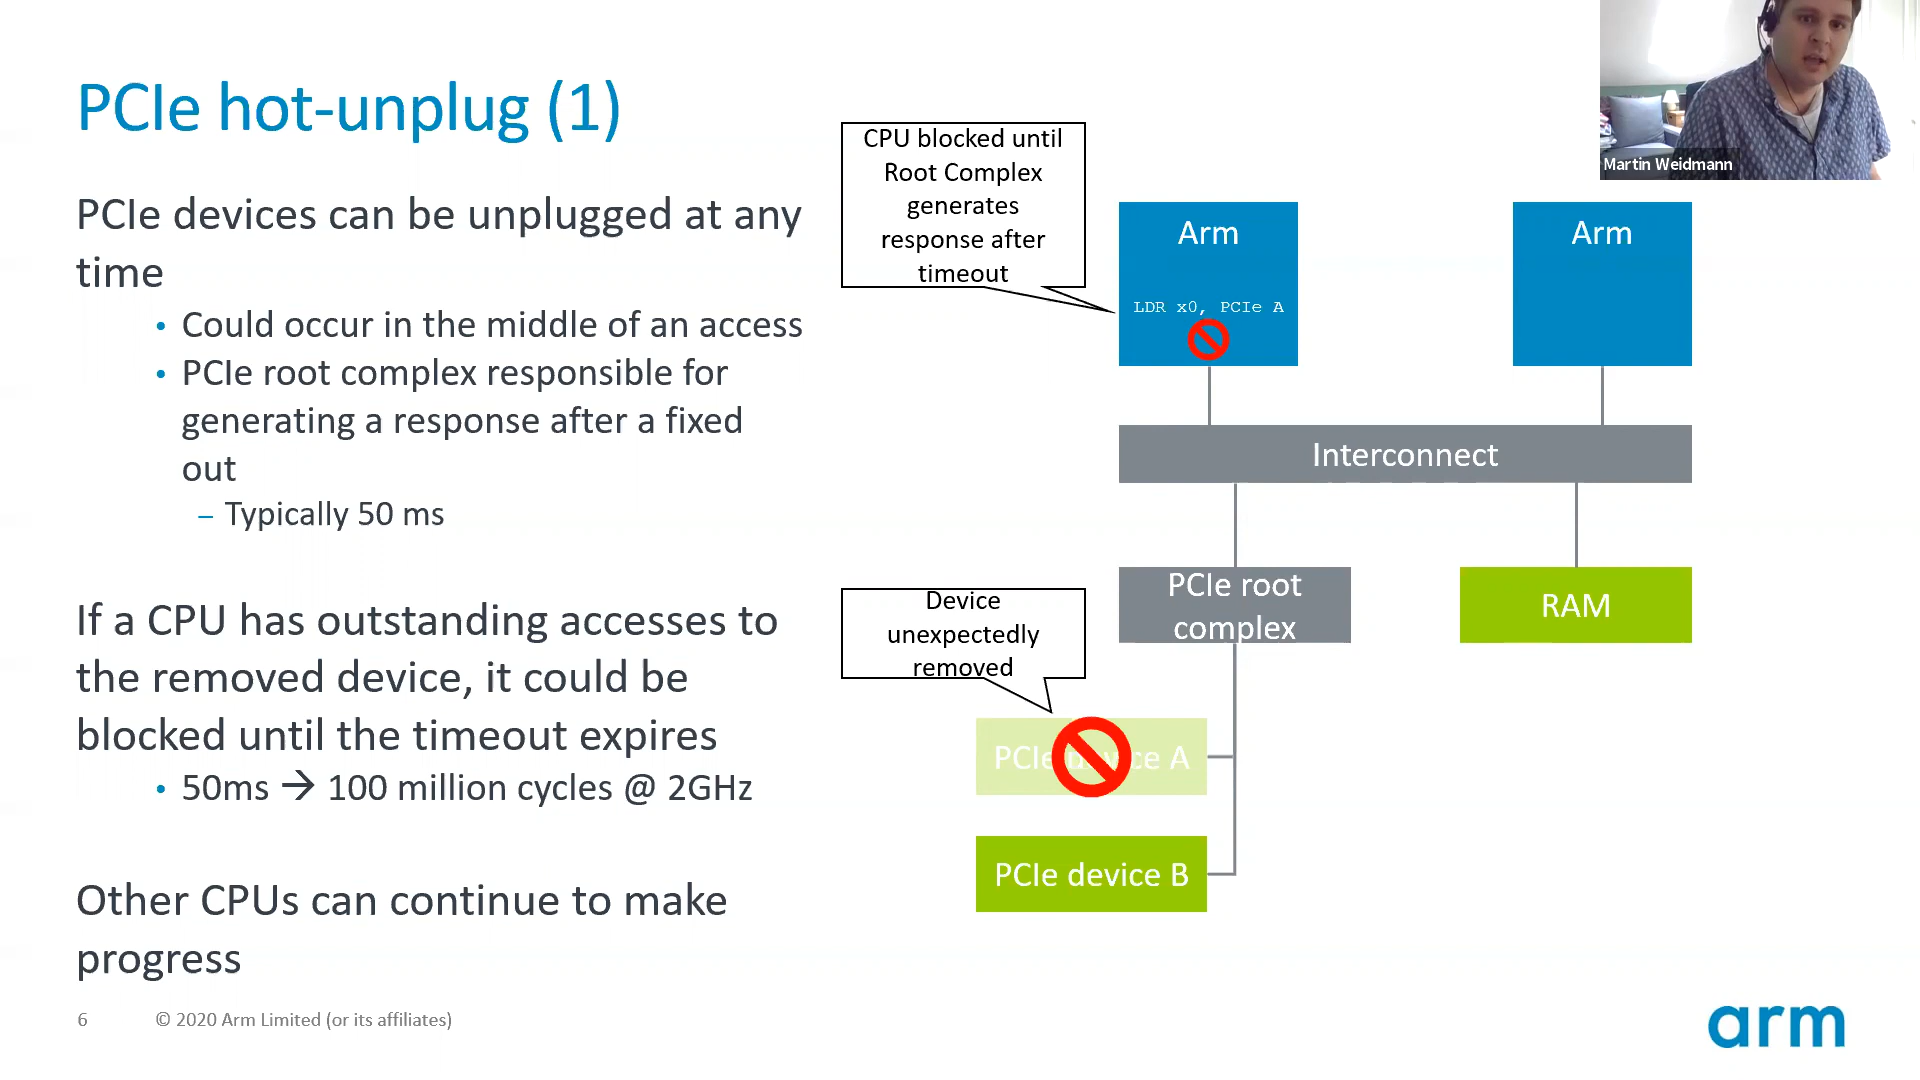 PCIe hot-unplug (1)
PCIe devices can be unplugged at any
time
• Could occur in the middle of an access
• PCIe root complex responsible for
generating a response after a fixed
out
– Typically 50 ms
If a CPU has outstanding accesses to
the removed device, it could be
blocked until the timeout expires
• 50ms → 100 million cycles @ 2GHz
Other CPUs can continue to make
progress
CPU blocked until
Root Complex
generates
response after
timeout
Arm
LDR x0, PCIe A
Arm
Interconnect
PCIe root
complex
RAM
Device
unexpectedly
removed
PCIe device A
PCIe device B
Martin Weidmann
6
© 2020 Arm Limited (or its affiliates)
arm